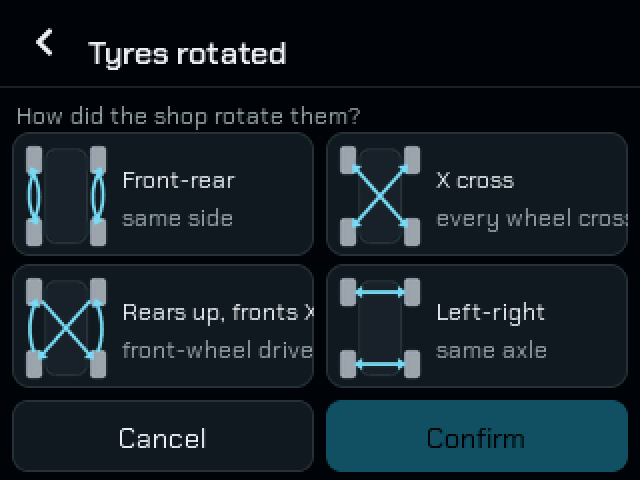 Tyres rotated
How did the shop rotate them?
Front-rear
same side
X cross
every wheel cros
Rears up, fronts X
front-wheel drive
Left-right
same axle
Cancel
Confirm